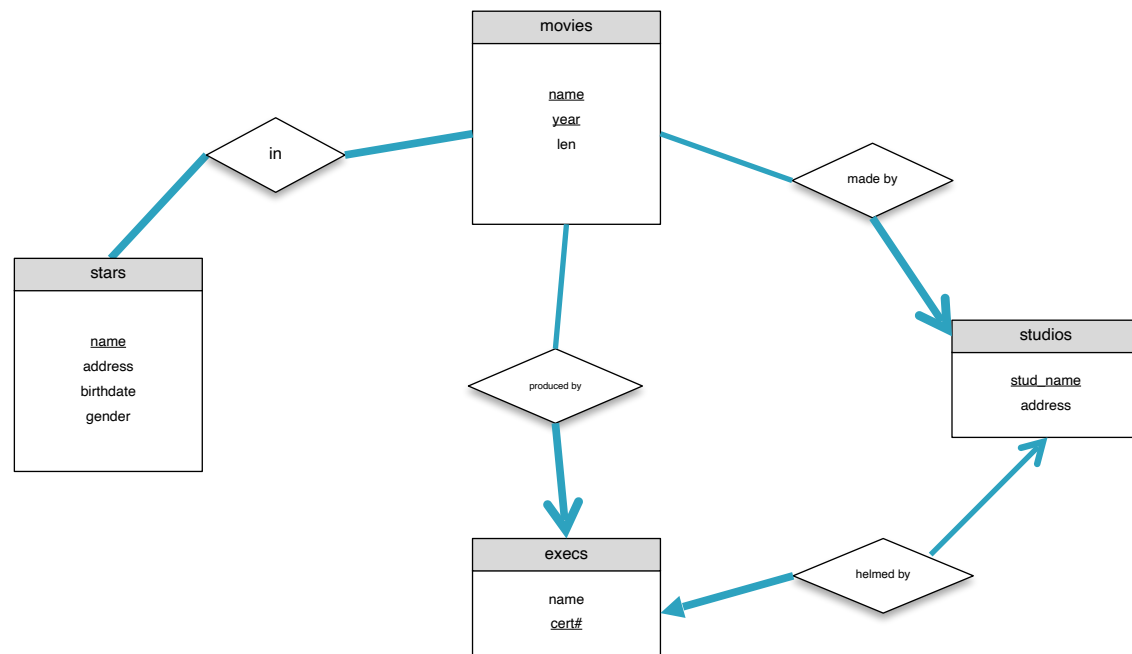 movies
name
year
len
in
made by
stars
name
address
birthdate
gender
studios
stud_name
address
produced by
execs
name
cert#
helmed by